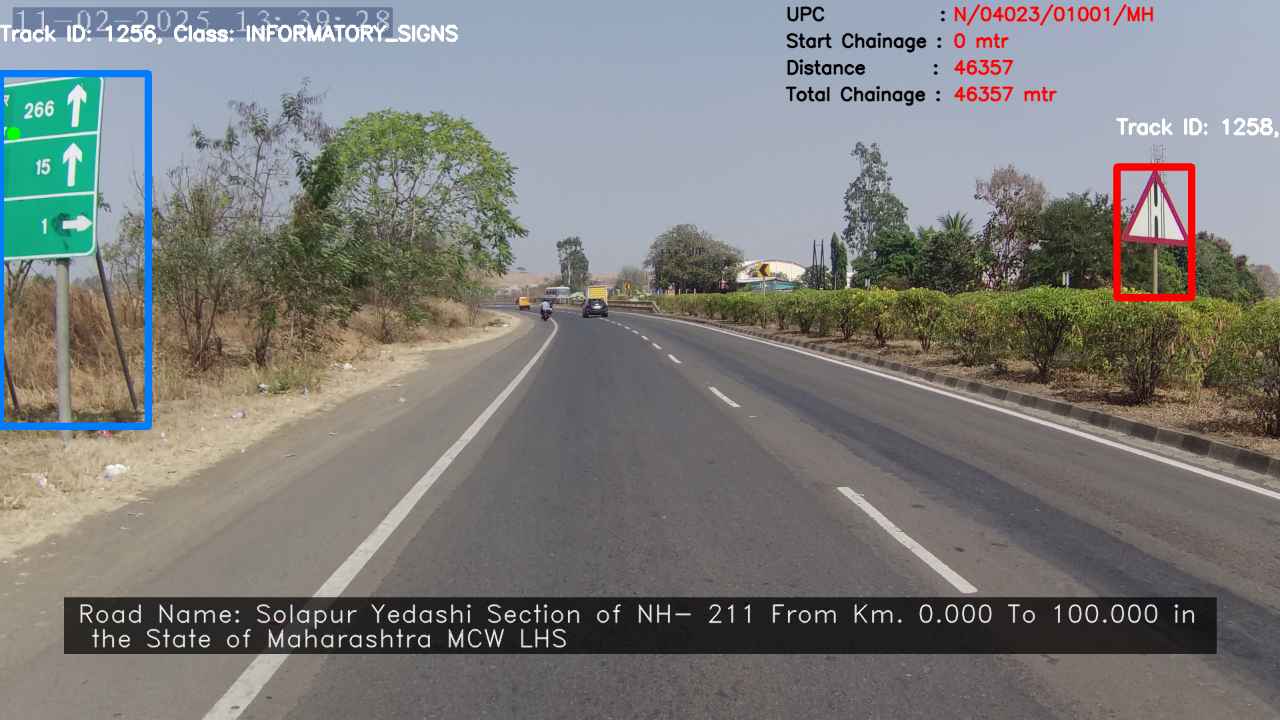 11-02-2025 13:39:28
Track ID: 1256, Class: INFORMATORY_SIGNS
UPC : N/04023/01001/MH
Start Chainage : 0 mtr
Distance : 46357
Total Chainage : 46357 mtr
Track ID: 1258,
र 266
15
1
Road Name: Solapur Yedashi Section of NH- 211 From Km. 0.000 To 100.000 in
the State of Maharashtra MCW LHS